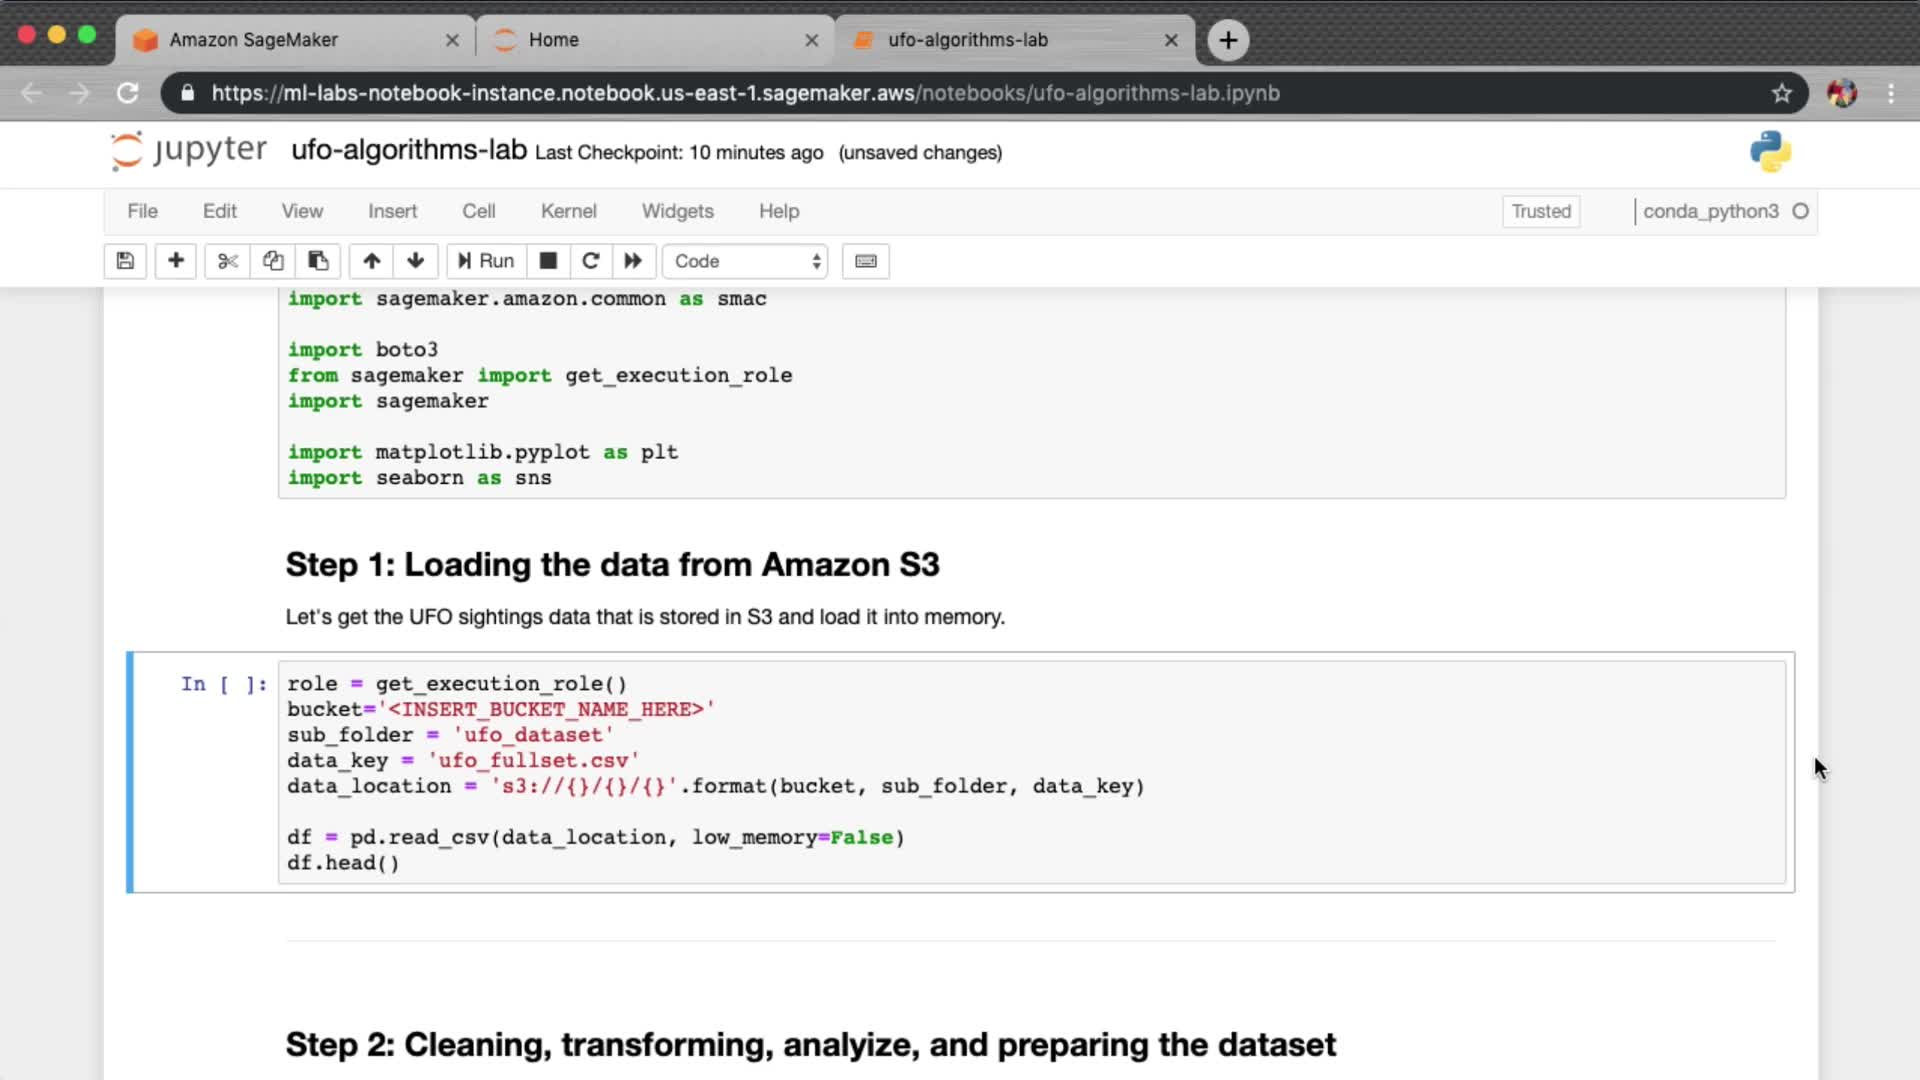 Amazon SageMaker
Home
ufo-algorithms-lab
https://ml-labs-notebook-instance.notebook.us-east-1.sagemaker.aws/notebooks/ufo-algorithms-lab.ipynb
jupyter ufo-algorithms-lab Last Checkpoint: 10 minutes ago (unsaved changes)
File Edit View Insert Cell Kernel Widgets Help Trusted conda_python3
Run Code
import sagemaker.amazon.common as smac
import boto3
from sagemaker import get_execution_role
import sagemaker
import matplotlib.pyplot as plt
import seaborn as sns
Step 1: Loading the data from Amazon S3
Let's get the UFO sightings data that is stored in S3 and load it into memory.
In [ ]: role = get_execution_role()
bucket='<INSERT_BUCKET_NAME_HERE>'
sub_folder = 'ufo_dataset'
data_key = 'ufo_fullset.csv'
data_location = 's3://{}/{}/{}'.format(bucket, sub_folder, data_key)
df = pd.read_csv(data_location, low_memory=False)
df.head()
Step 2: Cleaning, transforming, analyize, and preparing the dataset